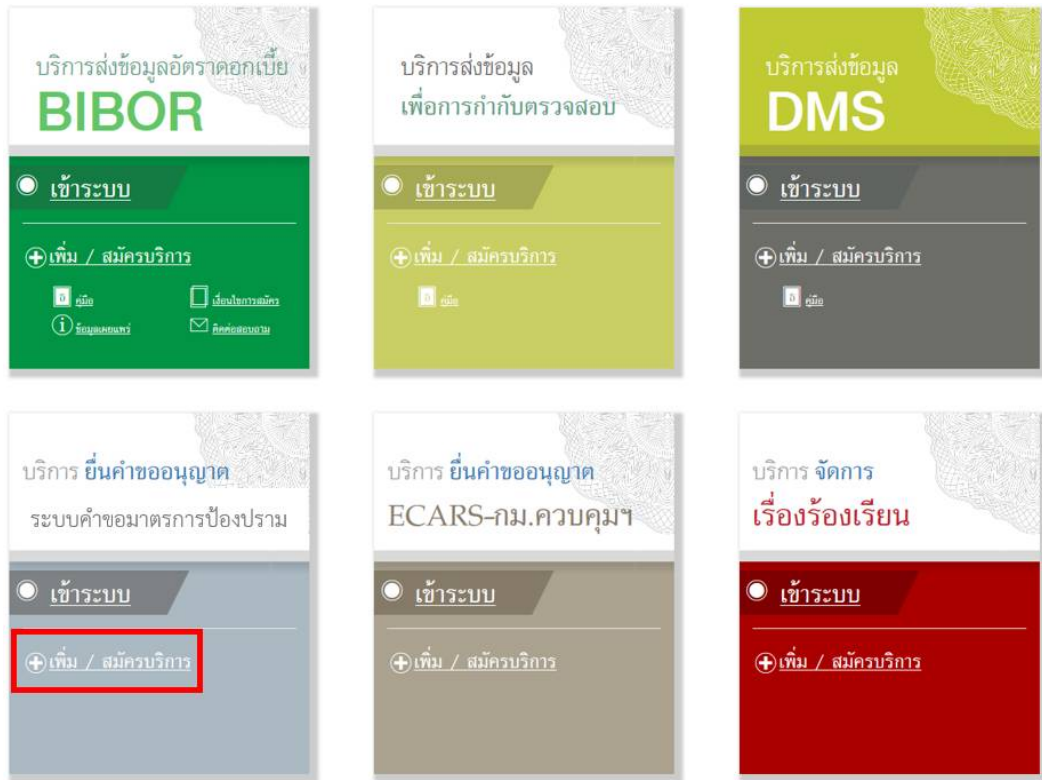 บริการส่งข้อมูลอัตราดอกเบี้ย
BIBOR
เข้าระบบ
เพิ่ม / สมัครบริการ
คู่มือ
เงื่อนไขการสมัคร
ข้อมูลเผยแพร่
ติดต่อสอบถาม
บริการส่งข้อมูล
เพื่อการกำกับตรวจสอบ
เข้าระบบ
เพิ่ม / สมัครบริการ
คู่มือ
บริการส่งข้อมูล
DMS
เข้าระบบ
เพิ่ม / สมัครบริการ
คู่มือ
บริการ ยื่นคำขออนุญาต
ระบบคำขอมาตรการป้องปราม
เข้าระบบ
เพิ่ม / สมัครบริการ
บริการ ยื่นคำขออนุญาต
ECARS-กม.ควบคุมฯ
เข้าระบบ
เพิ่ม / สมัครบริการ
บริการ จัดการ
เรื่องร้องเรียน
เข้าระบบ
เพิ่ม / สมัครบริการ